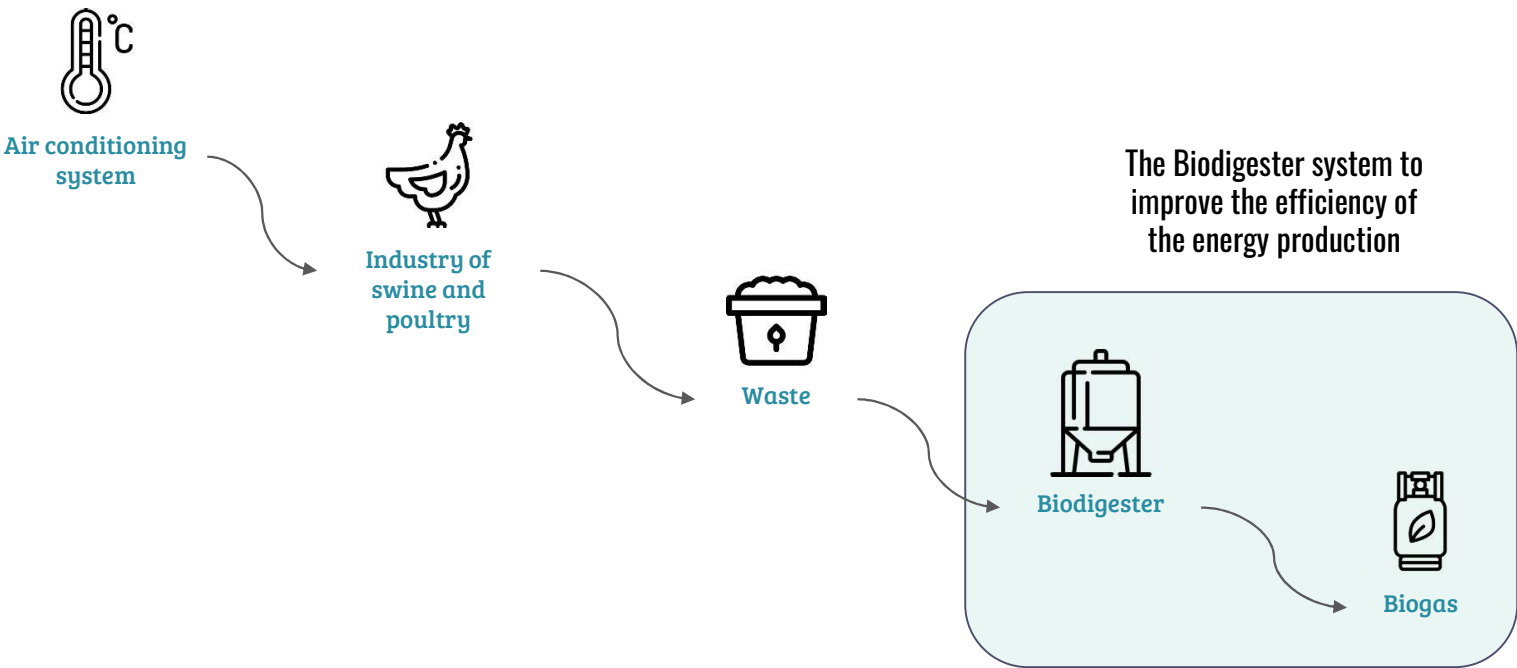 °C
Air conditioning
system
Industry of
swine and
poultry
Waste
The Biodigester system to
improve the efficiency of
the energy production
Biodigester
Biogas